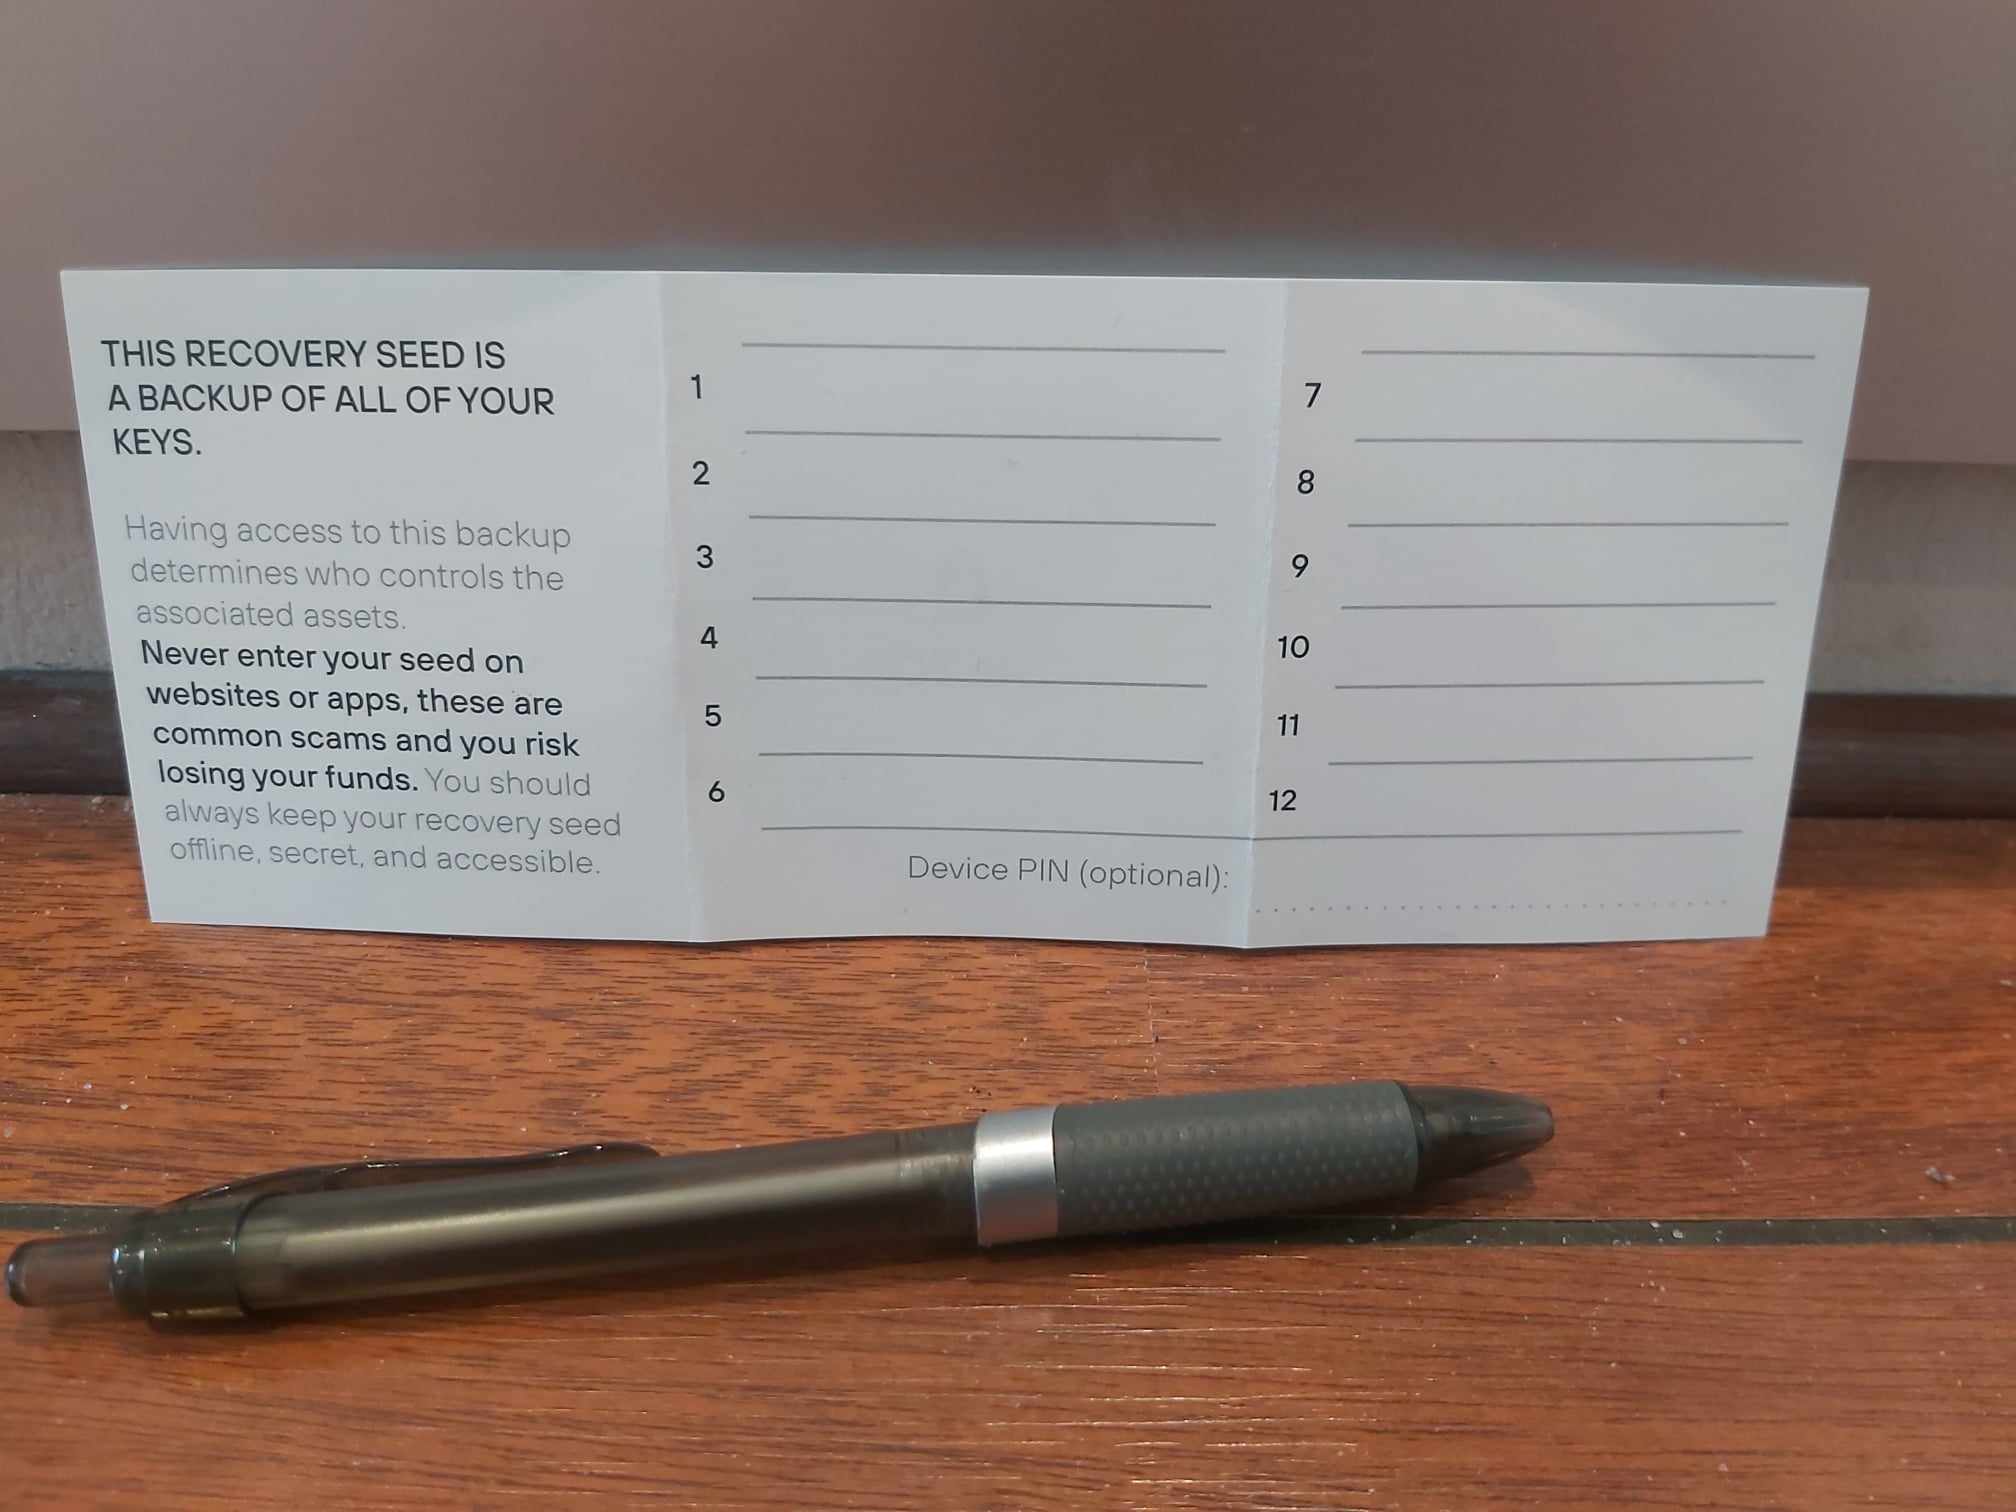 THIS RECOVERY SEED IS
A BACKUP OF ALL OF YOUR
KEYS.
Having access to this backup
determines who controls the
associated assets.
Never enter your seed on
websites or apps, these are
common scams and you risk
losing your funds. You should
always keep your recovery seed
offline, secret, and accessible.
1
2
3
4
5
6
7
8
9
10
11
12
Device PIN (optional):